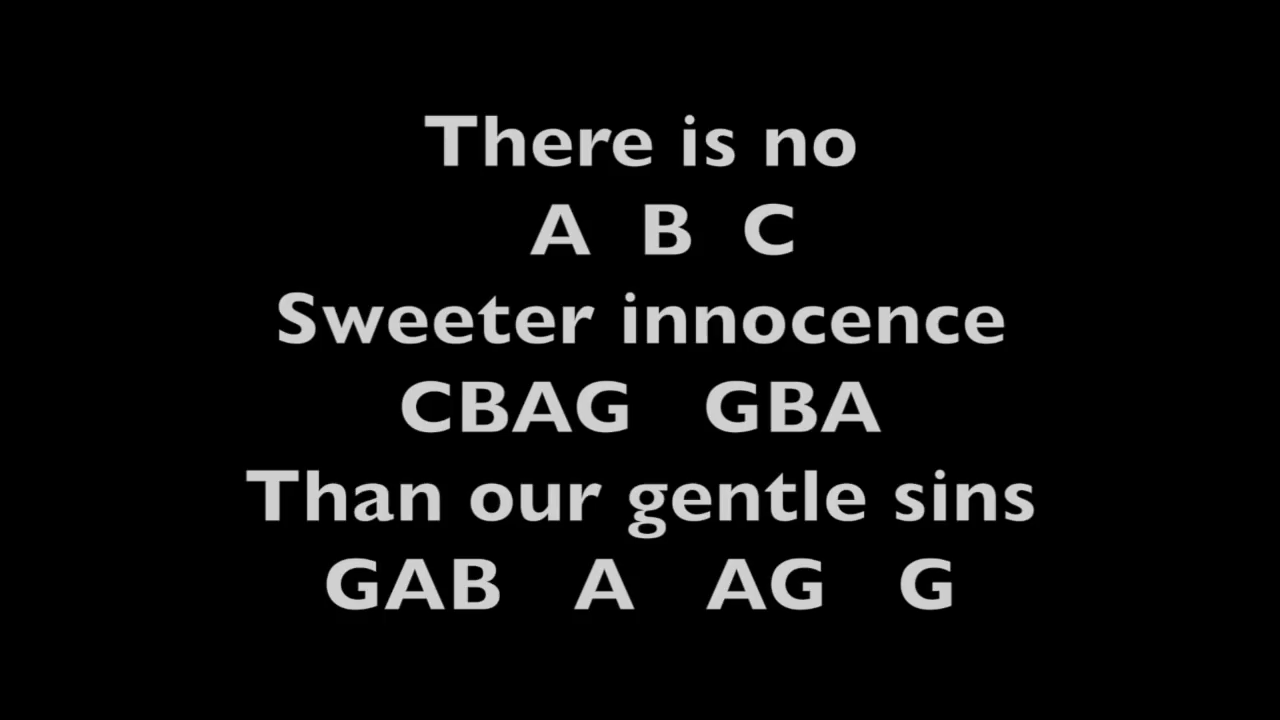 There is no
A B C
Sweeter innocence
CBAG GBA
Than our gentle sins
GAB A AG G